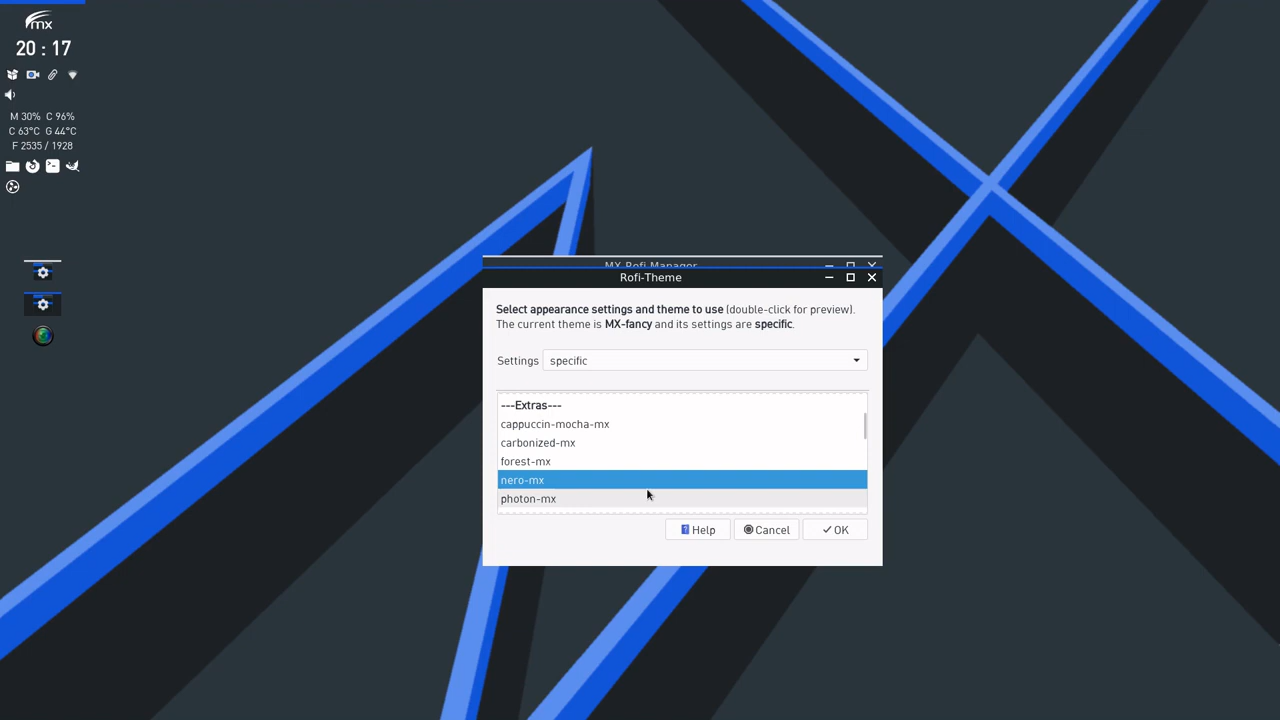 mx
20 : 17
M 30% C 96%
C 63°C G 44°C
F 2535 / 1928
MX Rofi Manager
Rofi-Theme
Select appearance settings and theme to use (double-click for preview).
The current theme is MX-fancy and its settings are specific.
Settings specific
---Extras---
cappuccin-mocha-mx
carbonized-mx
forest-mx
nero-mx
photon-mx
? Help Cancel OK